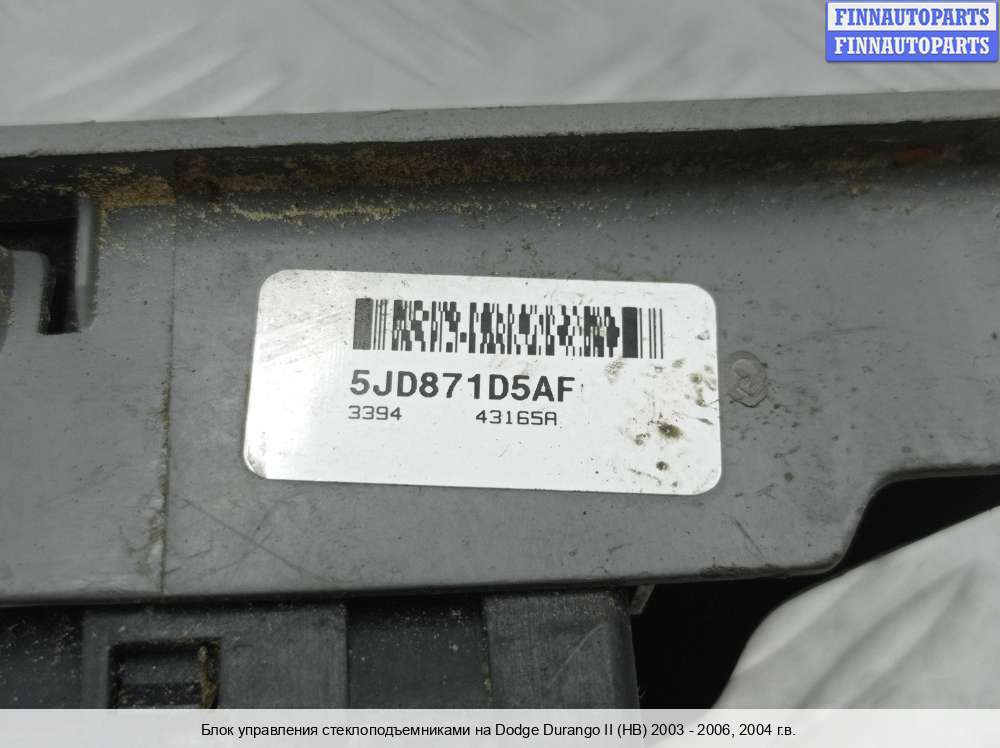 FINNAUTOPARTS
FINNAUTOPARTS
5JD871D5AF
3394 43165A
Блок управления стеклоподъемниками на Dodge Durango II (HB) 2003 - 2006, 2004 г.в.